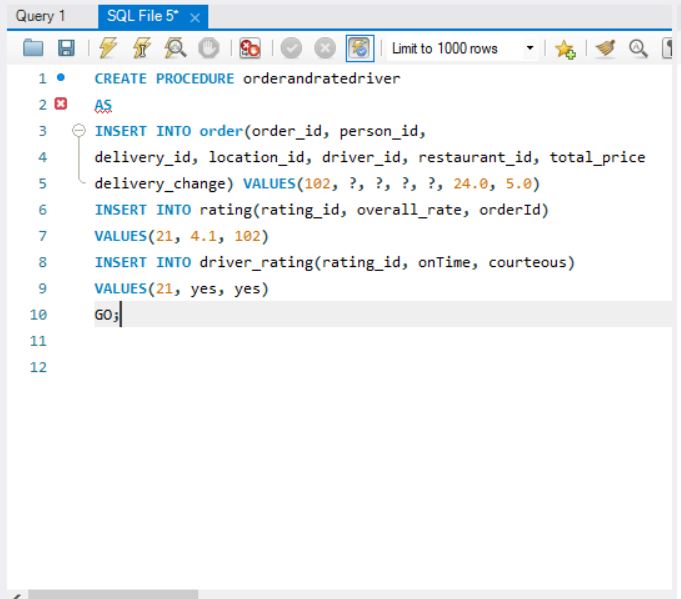 Query 1 SQL File 5*
Limit to 1000 rows
1 CREATE PROCEDURE orderandratedriver
2 AS
3 INSERT INTO order(order_id, person_id,
4 delivery_id, location_id, driver_id, restaurant_id, total_price
5 delivery_change) VALUES(102, ?, ?, ?, ?, 24.0, 5.0)
6 INSERT INTO rating(rating_id, overall_rate, orderId)
7 VALUES(21, 4.1, 102)
8 INSERT INTO driver_rating(rating_id, onTime, courteous)
9 VALUES(21, yes, yes)
10 GO;
11
12